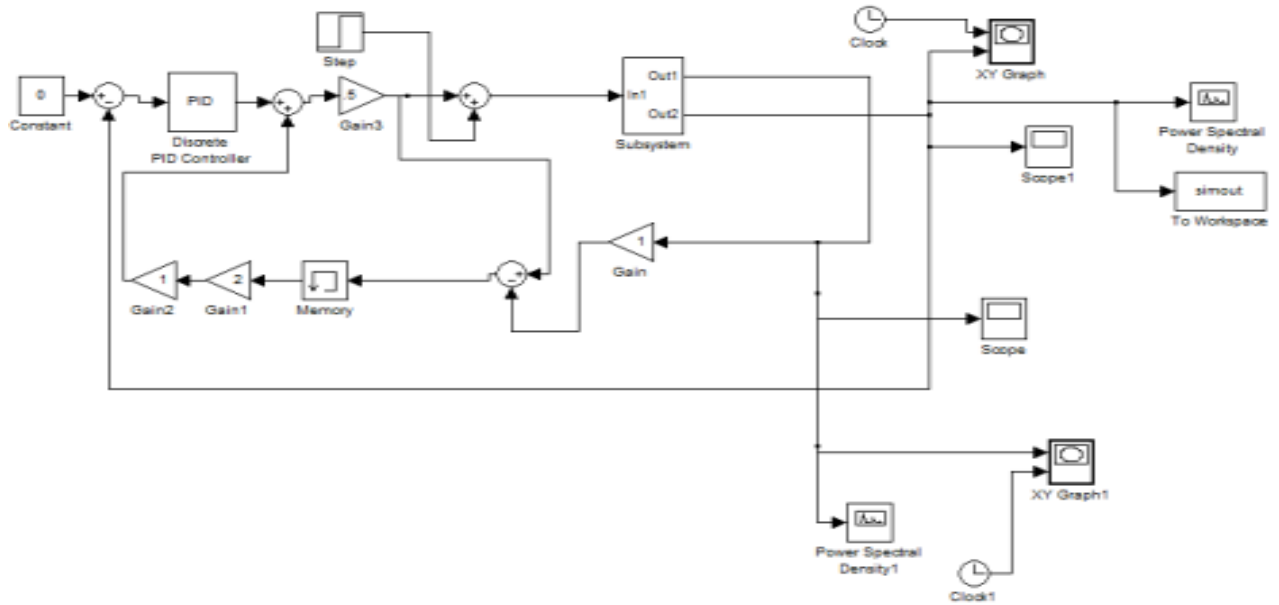 Clock
XY Graph
Step
0
Constant
PID
Discrete
PID Controller
.5
Gain3
In1
Out1
Out2
Subsystem
Power Spectral
Density
Scope1
simout
To Workspace
1
Gain
1
Gain2
2
Gain1
Memory
Scope
XY Graph1
Power Spectral
Density1
Clock1